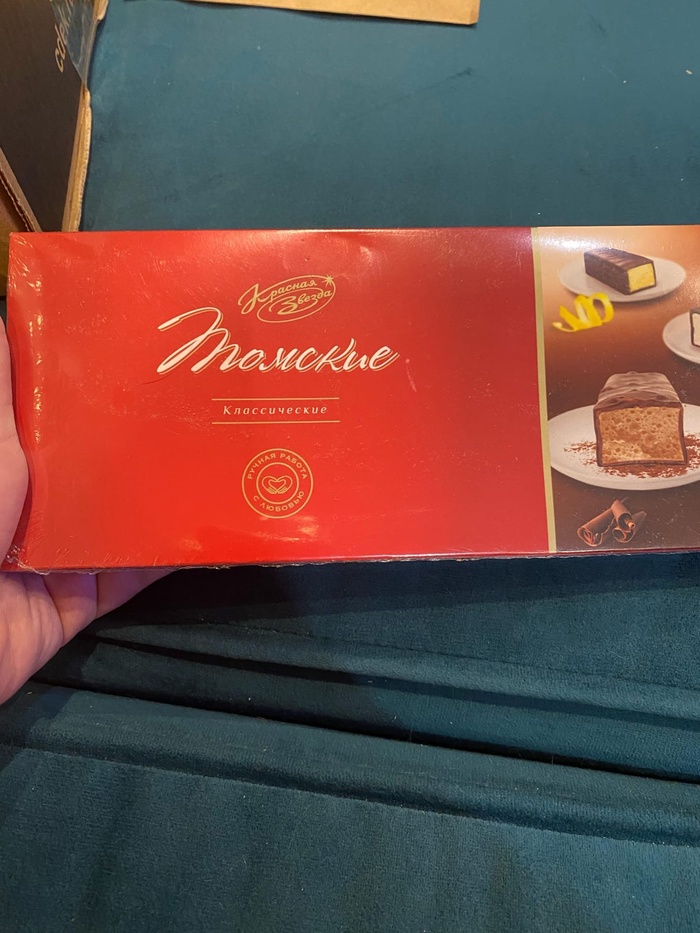 Красная
Звезда
Томские
Классические
РУЧНАЯ РАБОТА
С ЛЮБОВЬЮ